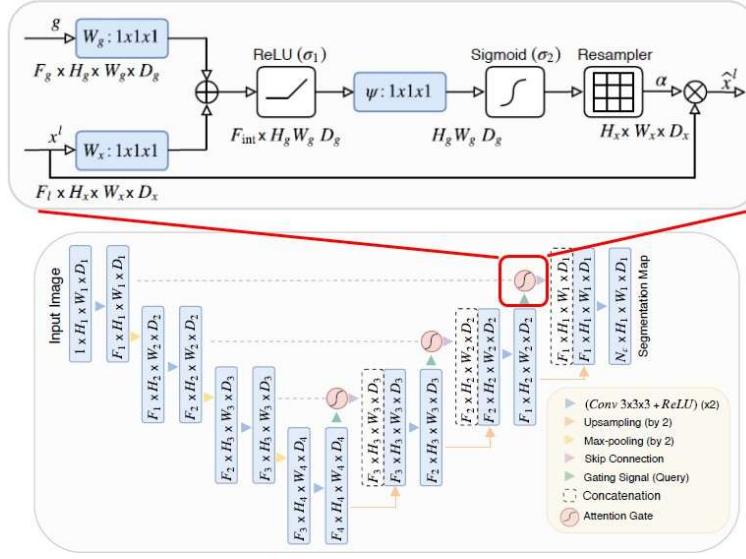 g
W_g : 1x1x1
F_g x H_g x W_g x D_g
ReLU (σ_1)
Sigmoid (σ_2)
Resampler
ψ : 1x1x1
α
x̂^l
x^l
W_x : 1x1x1
F_int x H_g W_g D_g
H_g W_g D_g
H_x x W_x x D_x
F_l x H_x x W_x x D_x
Input Image
1 x H_1 x W_1 x D_1
F_1 x H_1 x W_1 x D_1
F_1 x H_2 x W_2 x D_2
F_2 x H_2 x W_2 x D_2
F_2 x H_3 x W_3 x D_3
F_3 x H_3 x W_3 x D_3
F_3 x H_4 x W_4 x D_4
F_4 x H_4 x W_4 x D_4
F_3 x H_3 x W_3 x D_3
F_3 x H_3 x W_3 x D_3
F_2 x H_3 x W_3 x D_3
F_2 x H_2 x W_2 x D_2
F_2 x H_2 x W_2 x D_2
F_1 x H_2 x W_2 x D_2
F_1 x H_1 x W_1 x D_1
F_1 x H_1 x W_1 x D_1
N_c x H_1 x W_1 x D_1
Segmentation Map
(Conv 3x3x3 + ReLU) (x2)
Upsampling (by 2)
Max-pooling (by 2)
Skip Connection
Gating Signal (Query)
Concatenation
Attention Gate